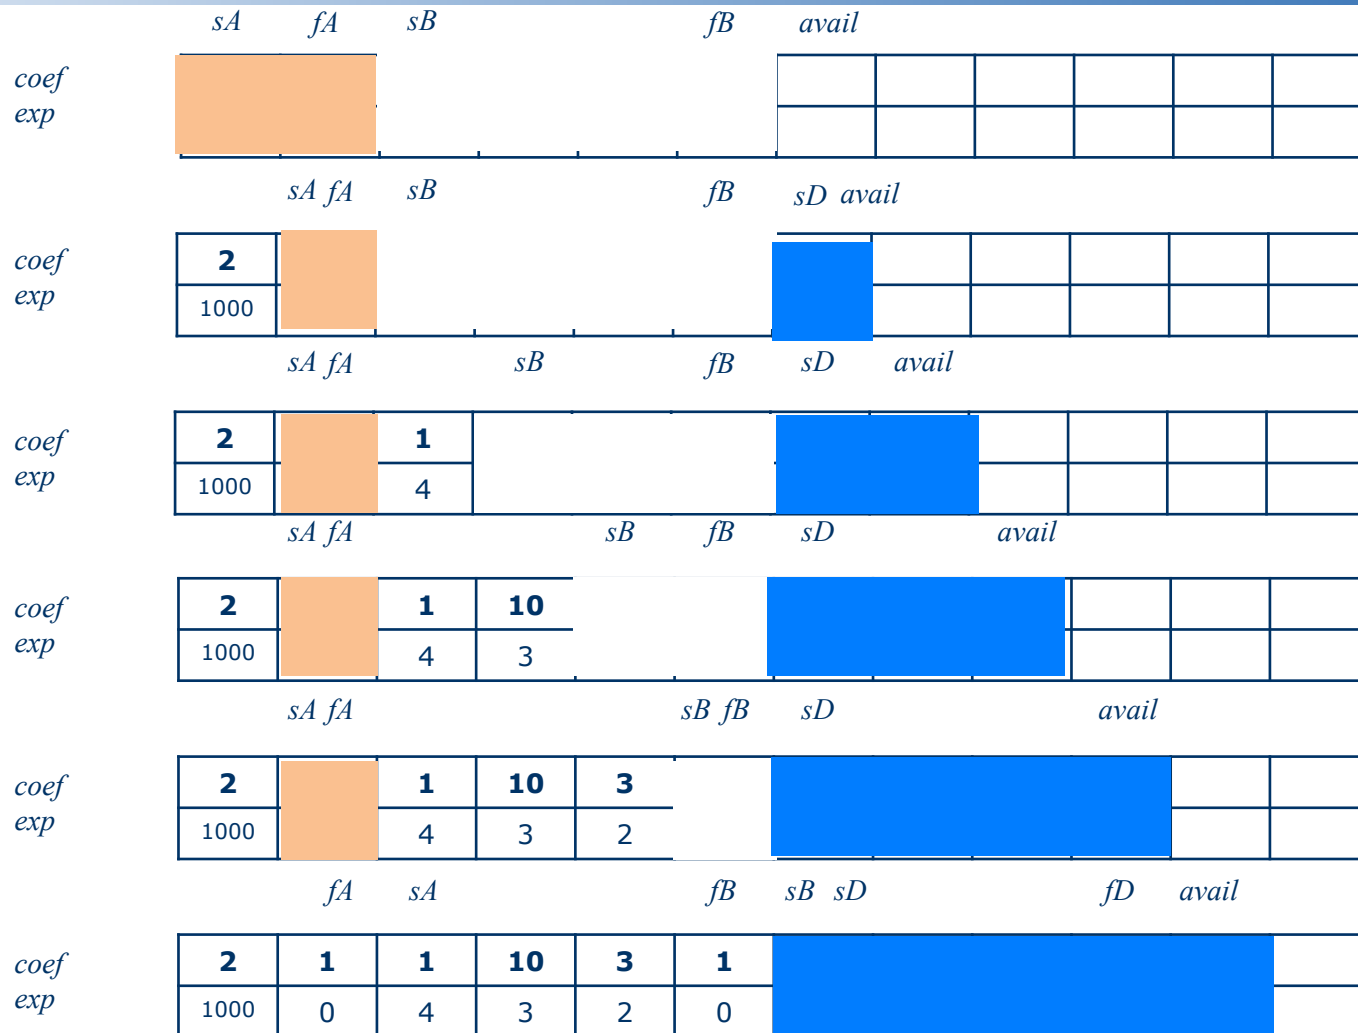 sA fA sB fB avail
coef
exp
sA fA sB fB sD avail
coef 2
exp 1000
sA fA sB fB sD avail
coef 2 1
exp 1000 4
sA fA sB fB sD avail
coef 2 1 10
exp 1000 4 3
sA fA sB fB sD avail
coef 2 1 10 3
exp 1000 4 3 2
fA sA fB sB sD fD avail
coef 2 1 1 10 3 1
exp 1000 0 4 3 2 0